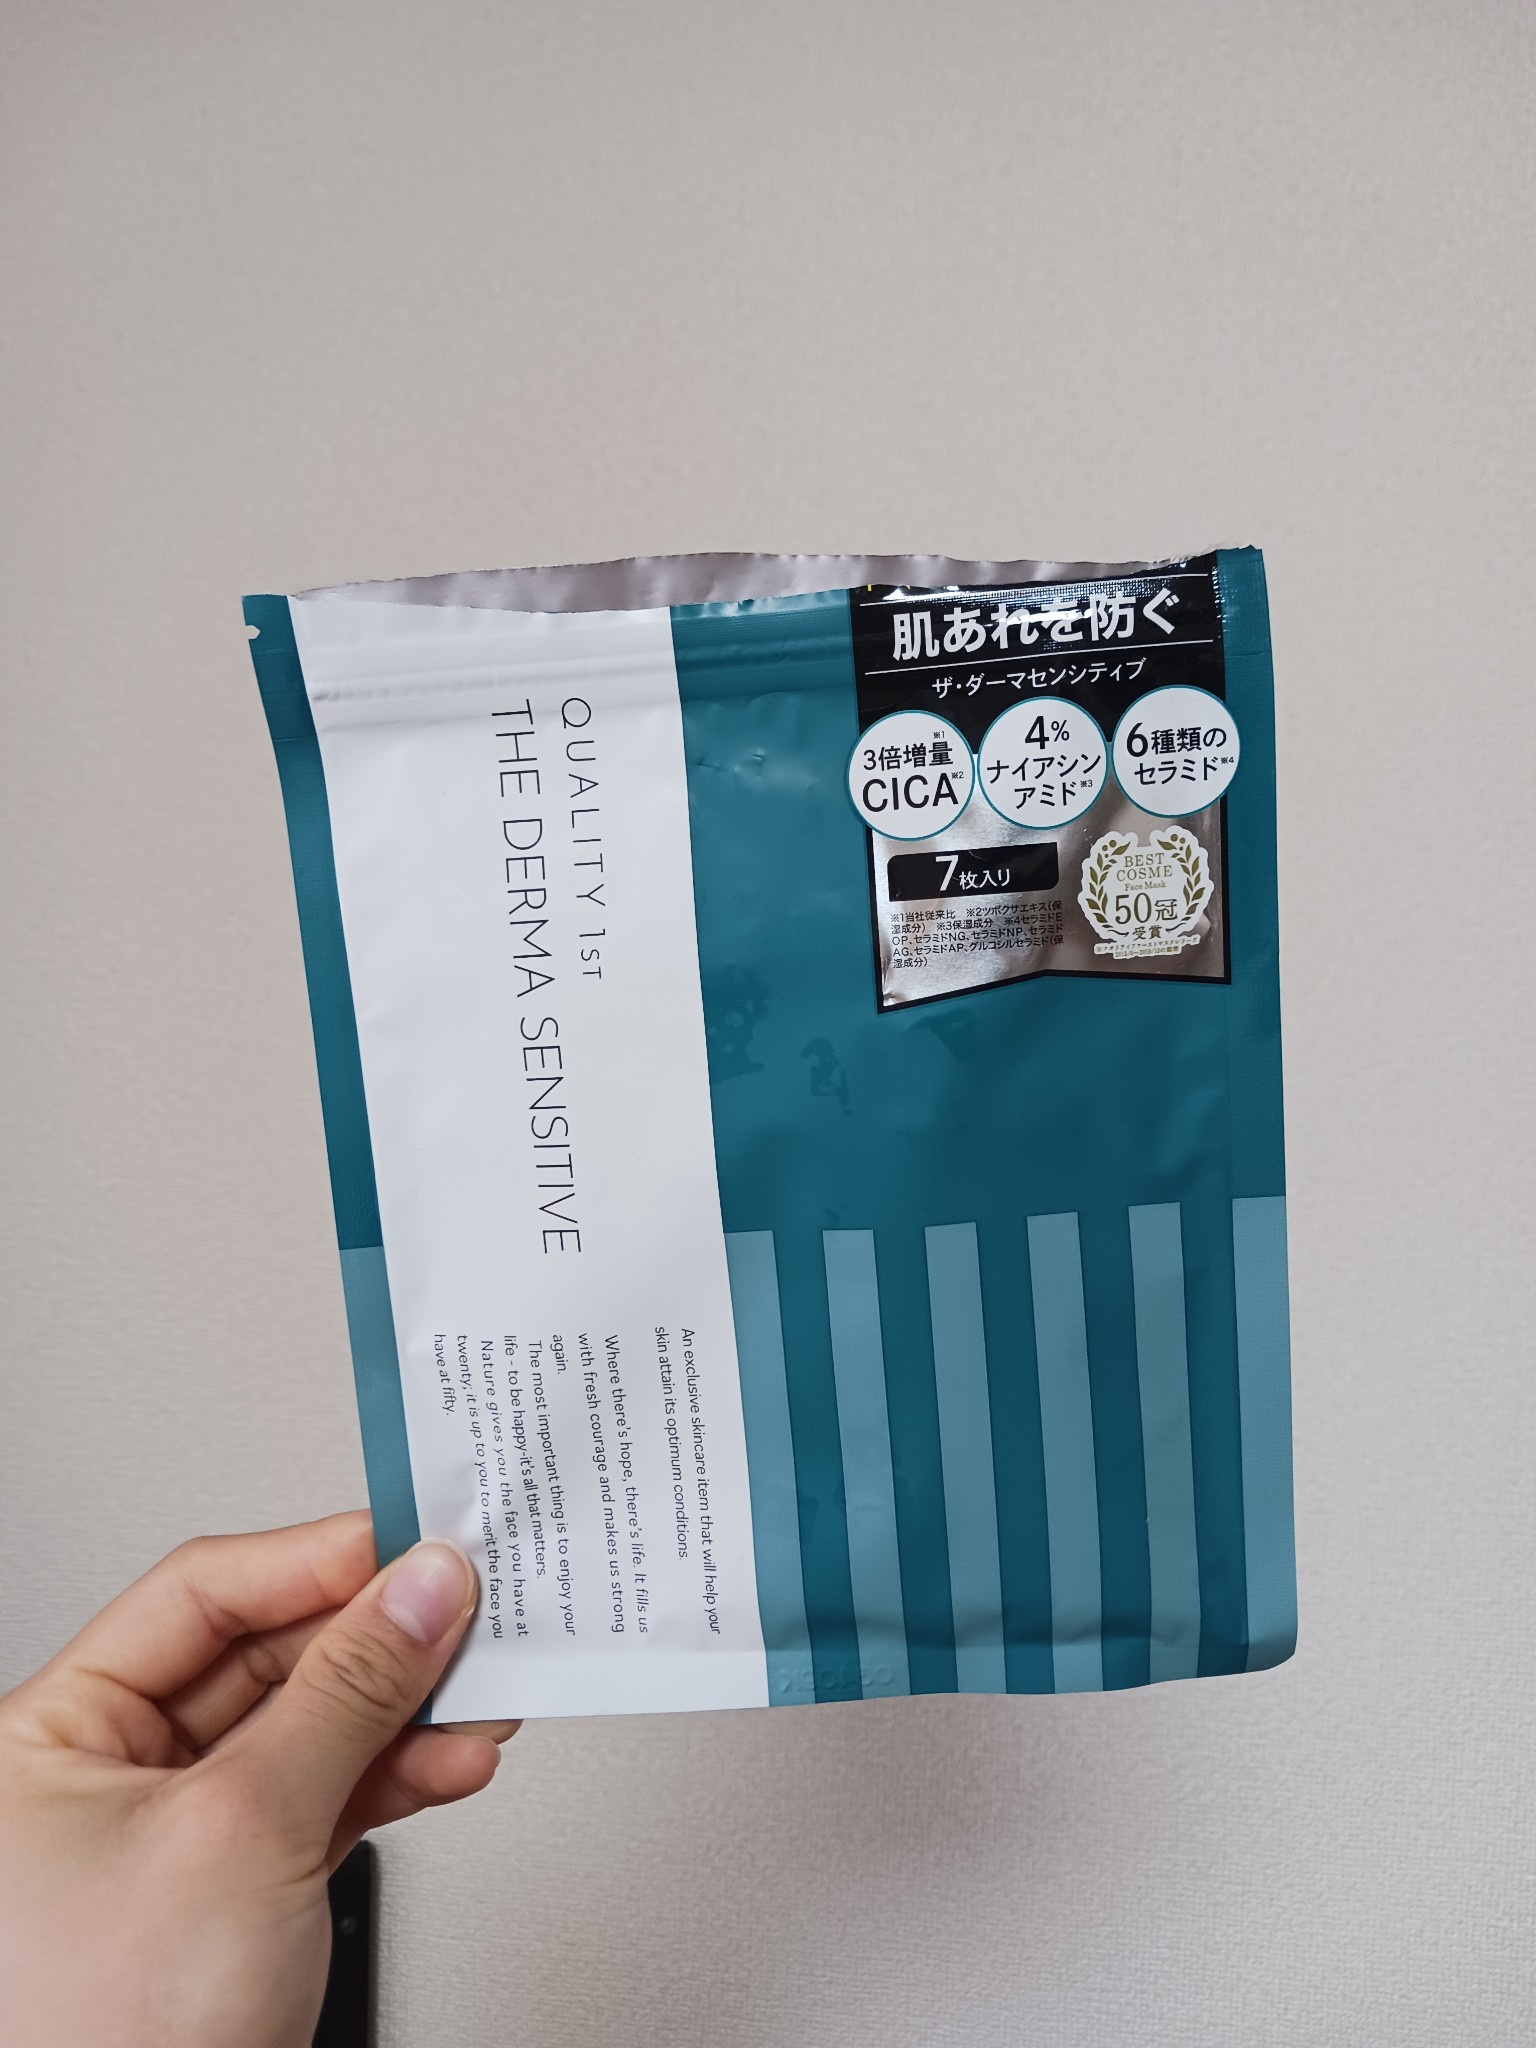 肌あれを防ぐ
ザ・ダーマセンシティブ
3倍増量※1
CICA※2
4%
ナイアシン
アミド※3
6種類の
セラミド※4
7枚入り
※1当社従来比 ※2ツボクサエキス(保
湿成分) ※3保湿成分 ※4セラミドE
OP、セラミドNG、セラミドNP、セラミド
AG、セラミドAP、グルコシルセラミド(保
湿成分)
BEST
COSME
Face Mask
50冠
受賞
QUALITY 1ST
THE DERMA SENSITIVE
An exclusive skincare item that will help your
skin attain its optimum conditions.
Where there's hope, there's life. It fills us
with fresh courage and makes us strong
again.
The most important thing is to enjoy your
life - to be happy-it's all that matters.
Nature gives you the face you have at
twenty; it is up to you to merit the face you
have at fifty.